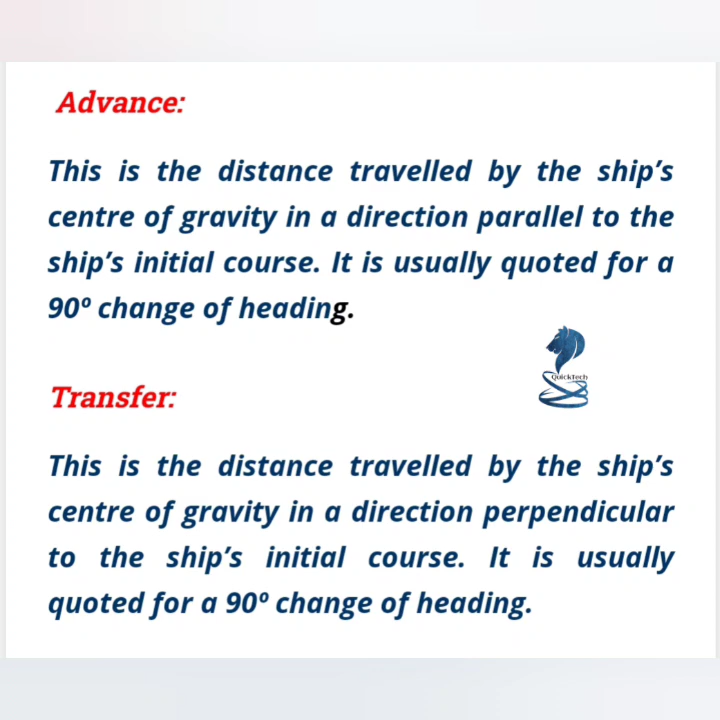 Advance:
This is the distance travelled by the ship’s
centre of gravity in a direction parallel to the
ship’s initial course. It is usually quoted for a
90º change of heading.
QuickTech
Transfer:
This is the distance travelled by the ship’s
centre of gravity in a direction perpendicular
to the ship’s initial course. It is usually
quoted for a 90º change of heading.